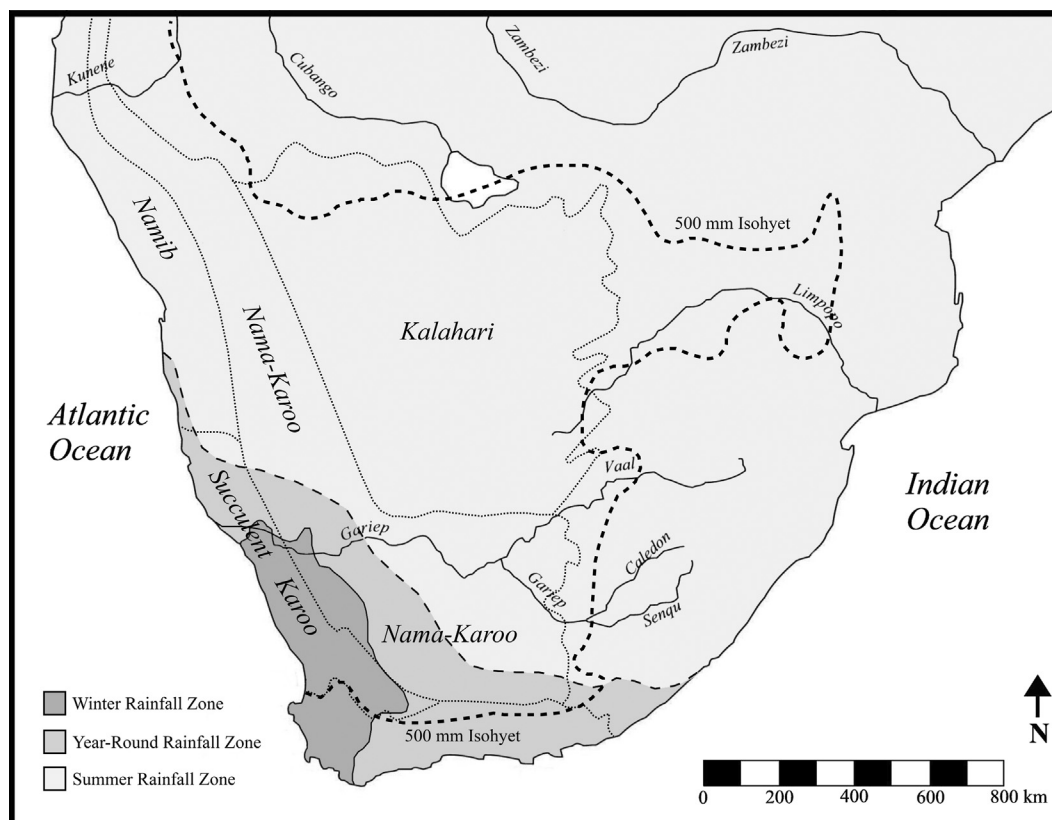 Kunene
Cubango
Zambezi
Zambezi
500 mm Isohyet
Namib
Nama-Karoo
Kalahari
Limpopo
Atlantic
Ocean
Indian
Ocean
Succulent
Karoo
Vaal
Gariep
Gariep
Caledon
Senqu
Nama-Karoo
500 mm Isohyet
Winter Rainfall Zone
Year-Round Rainfall Zone
Summer Rainfall Zone
N
0 200 400 600 800 km